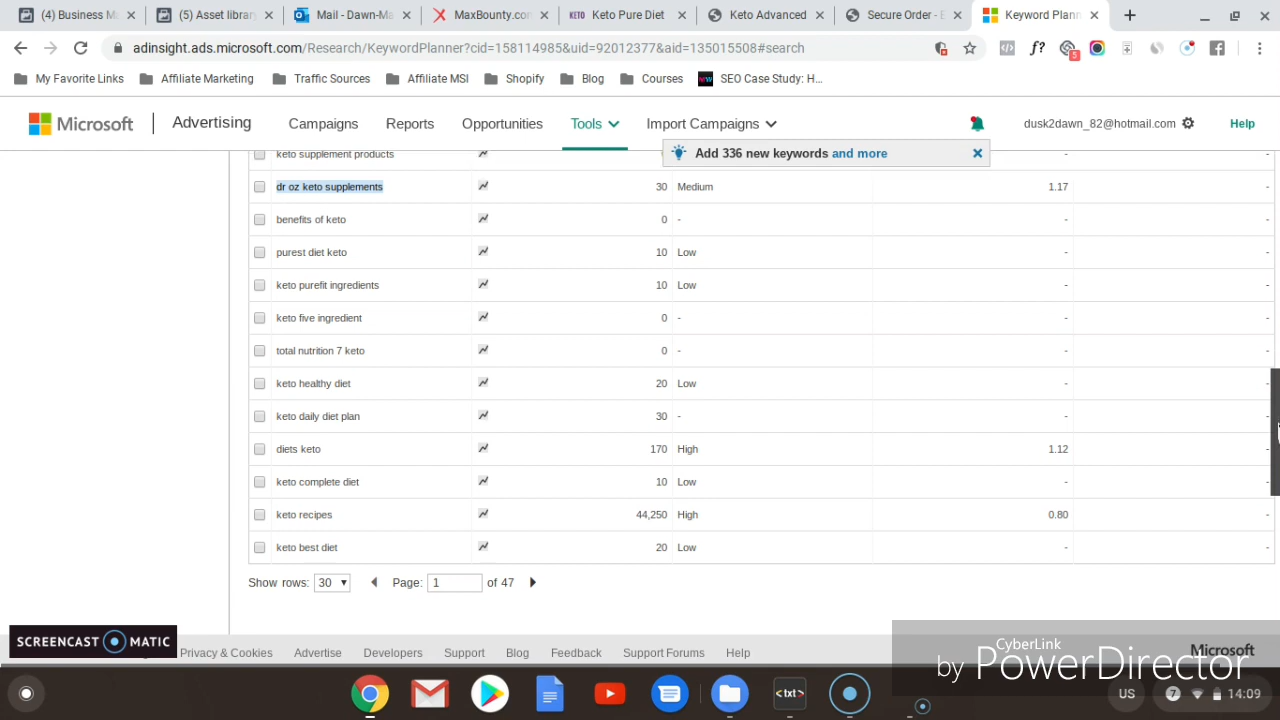 (4) Business M
(5) Asset library
Mail - Dawn-Ma
MaxBounty.com
KETO Keto Pure Diet
Keto Advanced
Secure Order - E
Keyword Plann
adinsight.ads.microsoft.com/Research/KeywordPlanner?cid=158114985&uid=92012377&aid=135015508#search
f?
5
My Favorite Links
Affiliate Marketing
Traffic Sources
Affiliate MSI
Shopify
Blog
Courses
SEO Case Study: H...
Microsoft
Advertising
Campaigns
Reports
Opportunities
Tools
Import Campaigns
dusk2dawn_82@hotmail.com
Help
Add 336 new keywords and more
keto supplement products -
dr oz keto supplements 30 Medium 1.17 -
benefits of keto 0 - - -
purest diet keto 10 Low - -
keto purefit ingredients 10 Low - -
keto five ingredient 0 - - -
total nutrition 7 keto 0 - - -
keto healthy diet 20 Low - -
keto daily diet plan 30 - - -
diets keto 170 High 1.12 -
keto complete diet 10 Low - -
keto recipes 44,250 High 0.80 -
keto best diet 20 Low - -
Show rows: 30 Page: 1 of 47
SCREENCAST MATIC
Privacy & Cookies
Advertise
Developers
Support
Blog
Feedback
Support Forums
Help
Microsoft
CyberLink
by PowerDirector
<txt>
US
7
14:09